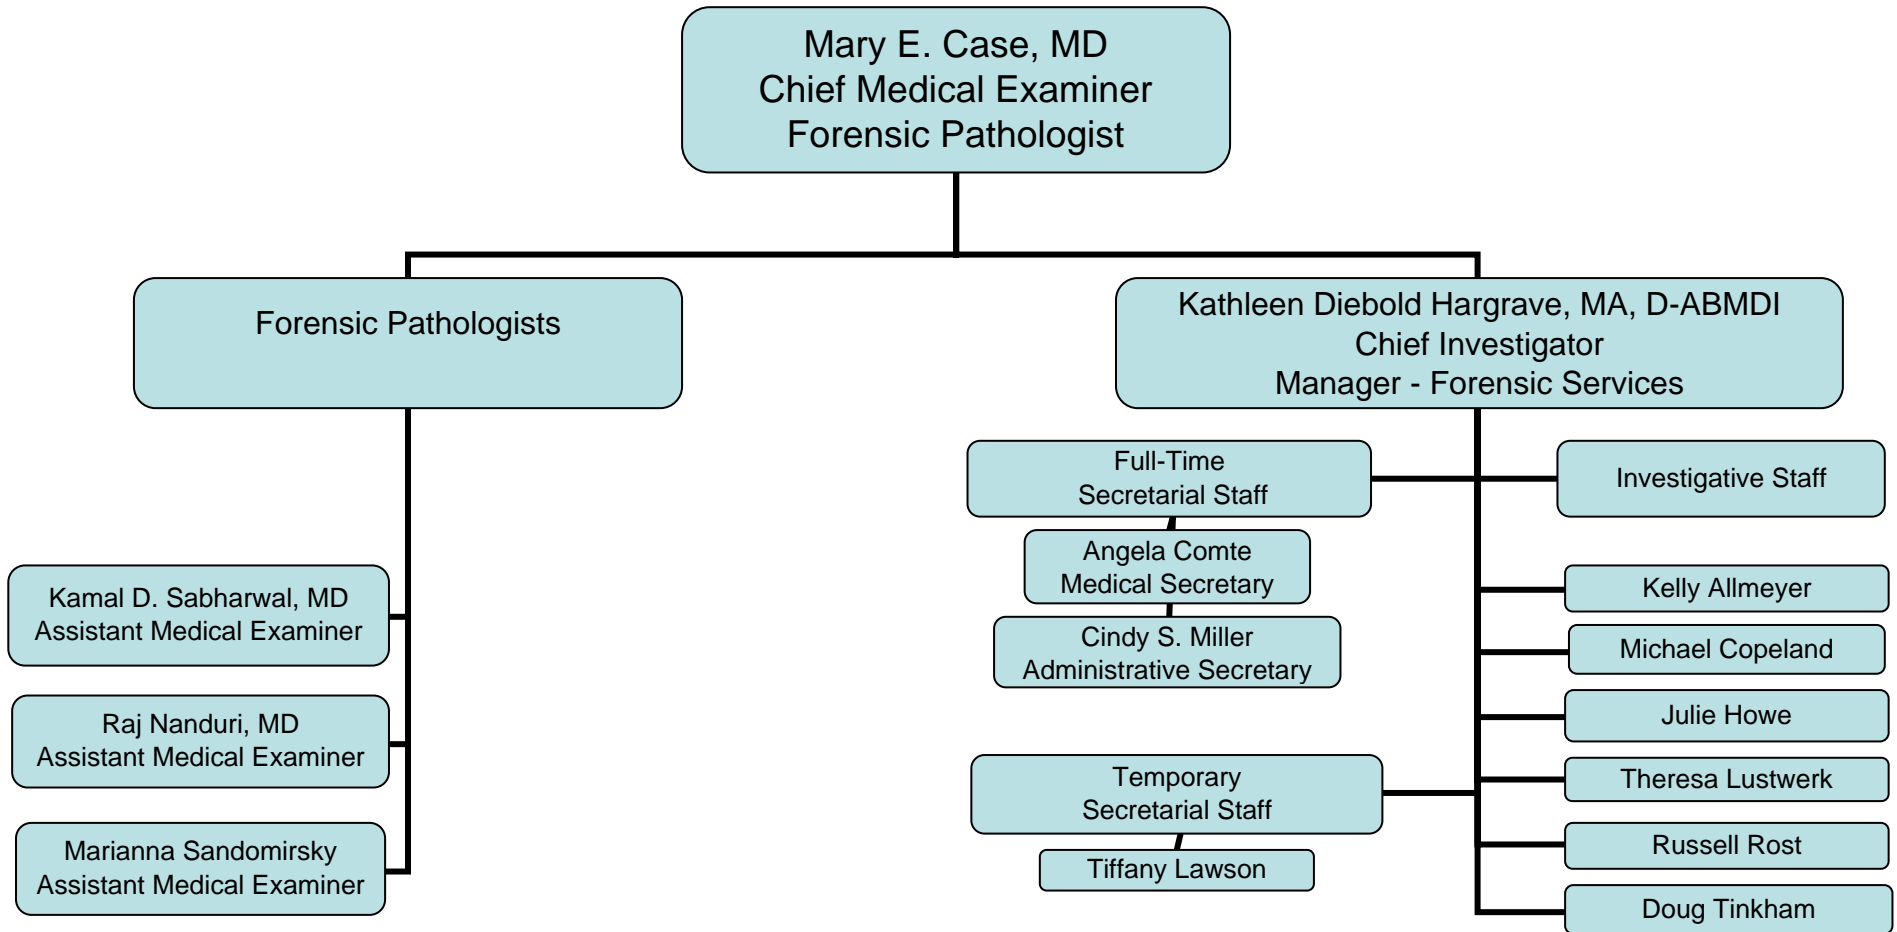 Mary E. Case, MD
Chief Medical Examiner
Forensic Pathologist
Forensic Pathologists
Kathleen Diebold Hargrave, MA, D-ABMDI
Chief Investigator
Manager - Forensic Services
Kamal D. Sabharwal, MD
Assistant Medical Examiner
Raj Nanduri, MD
Assistant Medical Examiner
Marianna Sandomirsky
Assistant Medical Examiner
Full-Time
Secretarial Staff
Angela Comte
Medical Secretary
Cindy S. Miller
Administrative Secretary
Temporary
Secretarial Staff
Tiffany Lawson
Investigative Staff
Kelly Allmeyer
Michael Copeland
Julie Howe
Theresa Lustwerk
Russell Rost
Doug Tinkham